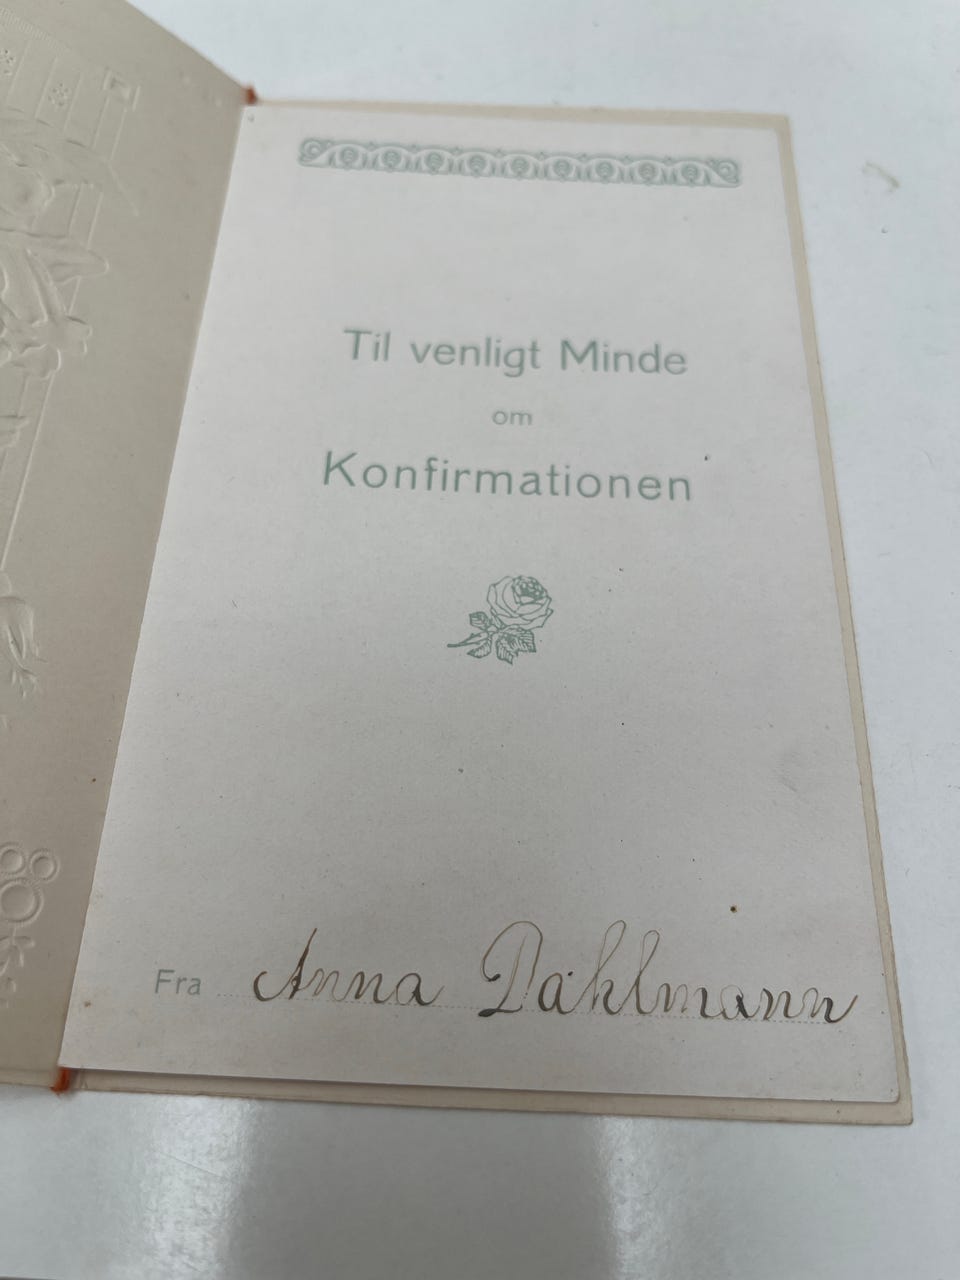 Til venligt Minde
om
Konfirmationen
Fra Anna Dahlmann